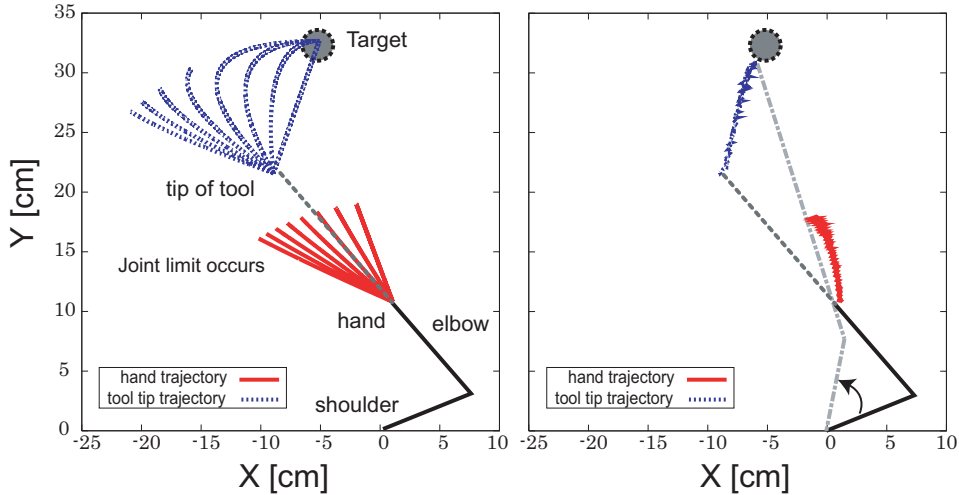 35
30
25
20
15
10
5
0
Y [cm]
Target
tip of tool
Joint limit occurs
hand
elbow
shoulder
hand trajectory
tool tip trajectory
-25
-20
-15
-10
-5
0
5
10
X [cm]
hand trajectory
tool tip trajectory
-25
-20
-15
-10
-5
0
5
10
X [cm]